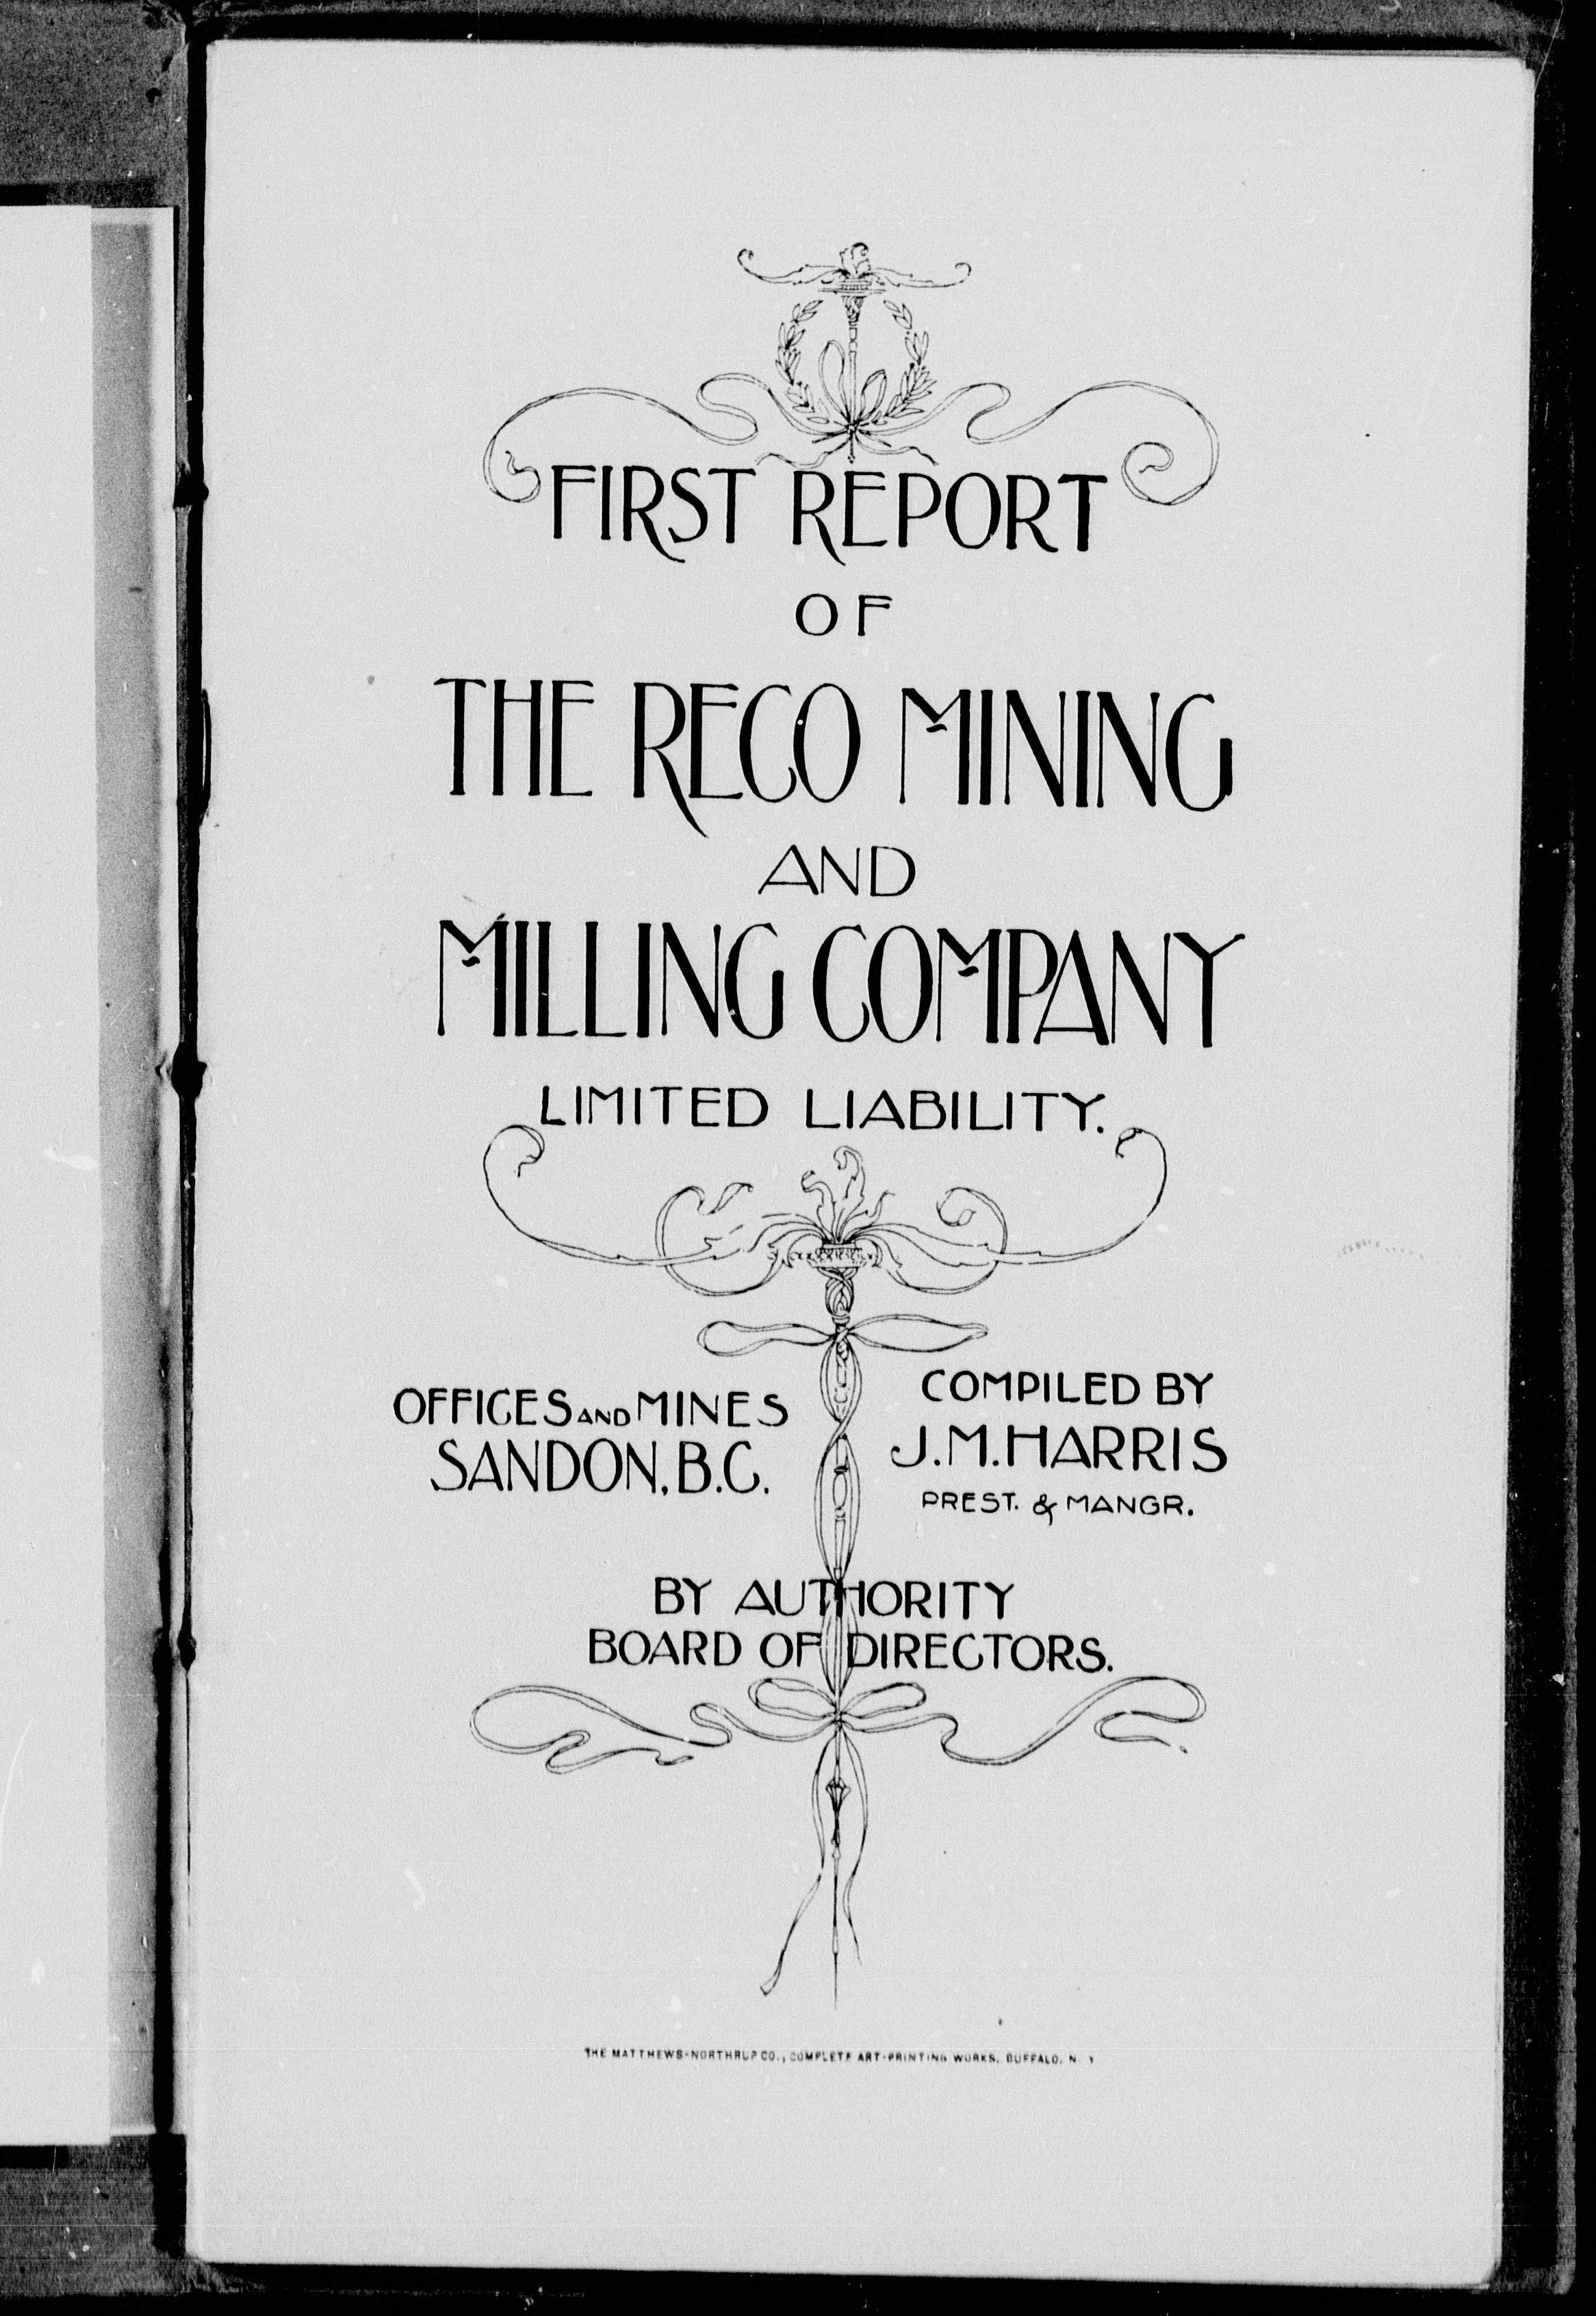 FIRST REPORT
OF
THE RECO MINING
AND
MILLING COMPANY
LIMITED LIABILITY.
OFFICES AND MINES
SANDON, B.C.
COMPILED BY
J.M. HARRIS
PREST. & MANGR.
BY AUTHORITY
BOARD OF DIRECTORS.
THE MATTHEWS-NORTHRUP CO., COMPLETE ART-PRINTING WORKS, BUFFALO, N. Y